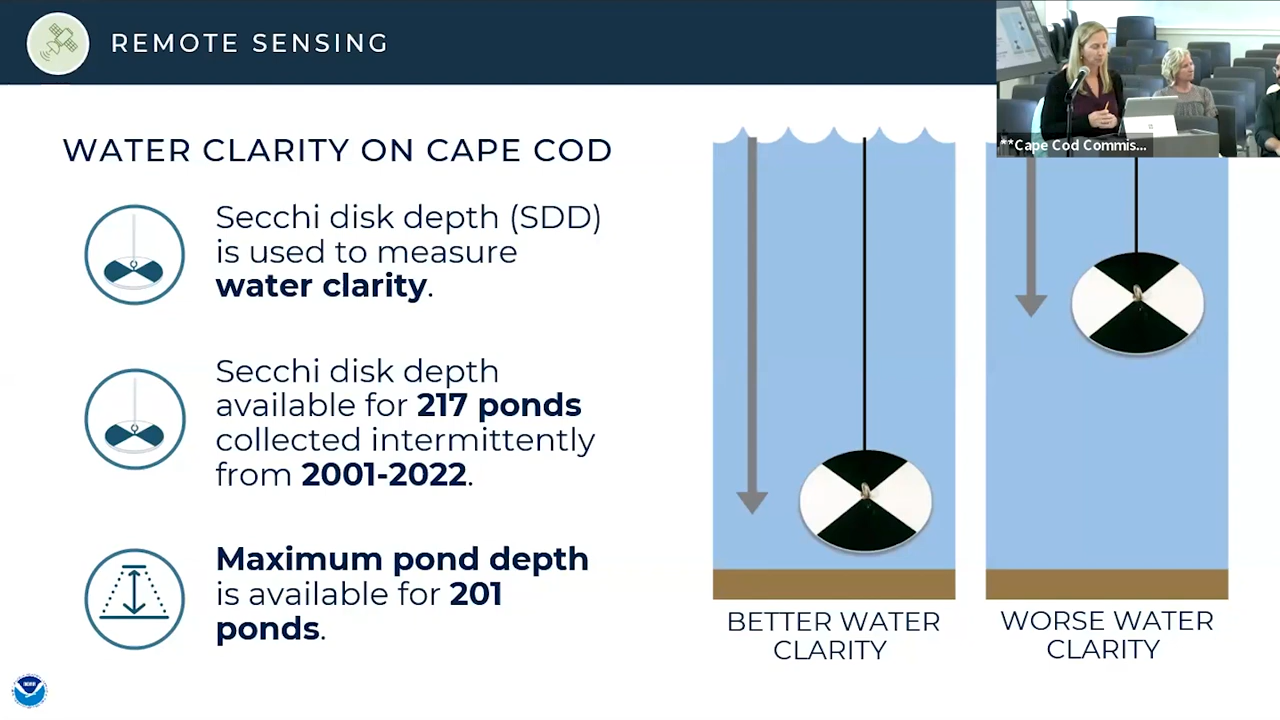 REMOTE SENSING
**Cape Cod Commis...
WATER CLARITY ON CAPE COD
Secchi disk depth (SDD)
is used to measure
water clarity.
Secchi disk depth
available for 217 ponds
collected intermittently
from 2001-2022.
Maximum pond depth
is available for 201
ponds.
BETTER WATER
CLARITY
WORSE WATER
CLARITY